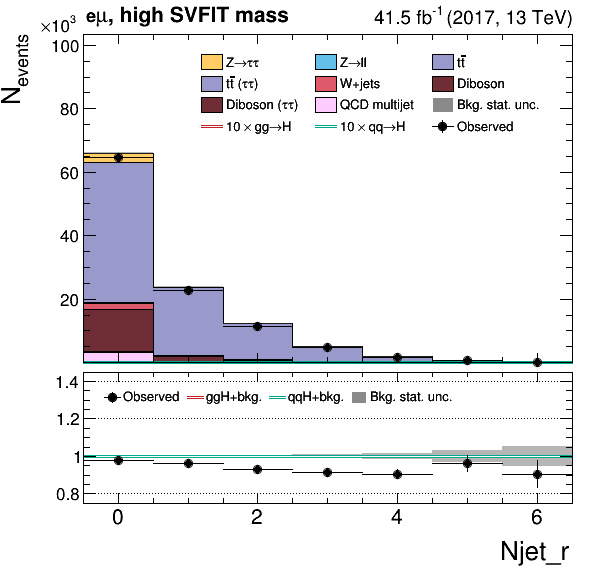 eμ, high SVFIT mass 41.5 fb⁻¹ (2017, 13 TeV)
×10³
N_events
100
80
60
40
20
Z→ττ Z→ll tt̄
tt̄ (ττ) W+jets Diboson
Diboson (ττ) QCD multijet Bkg. stat. unc.
10 × gg→H 10 × qq→H Observed
1.4
1.2
1
0.8
Observed ggH+bkg. qqH+bkg. Bkg. stat. unc.
0 2 4 6
Njet_r